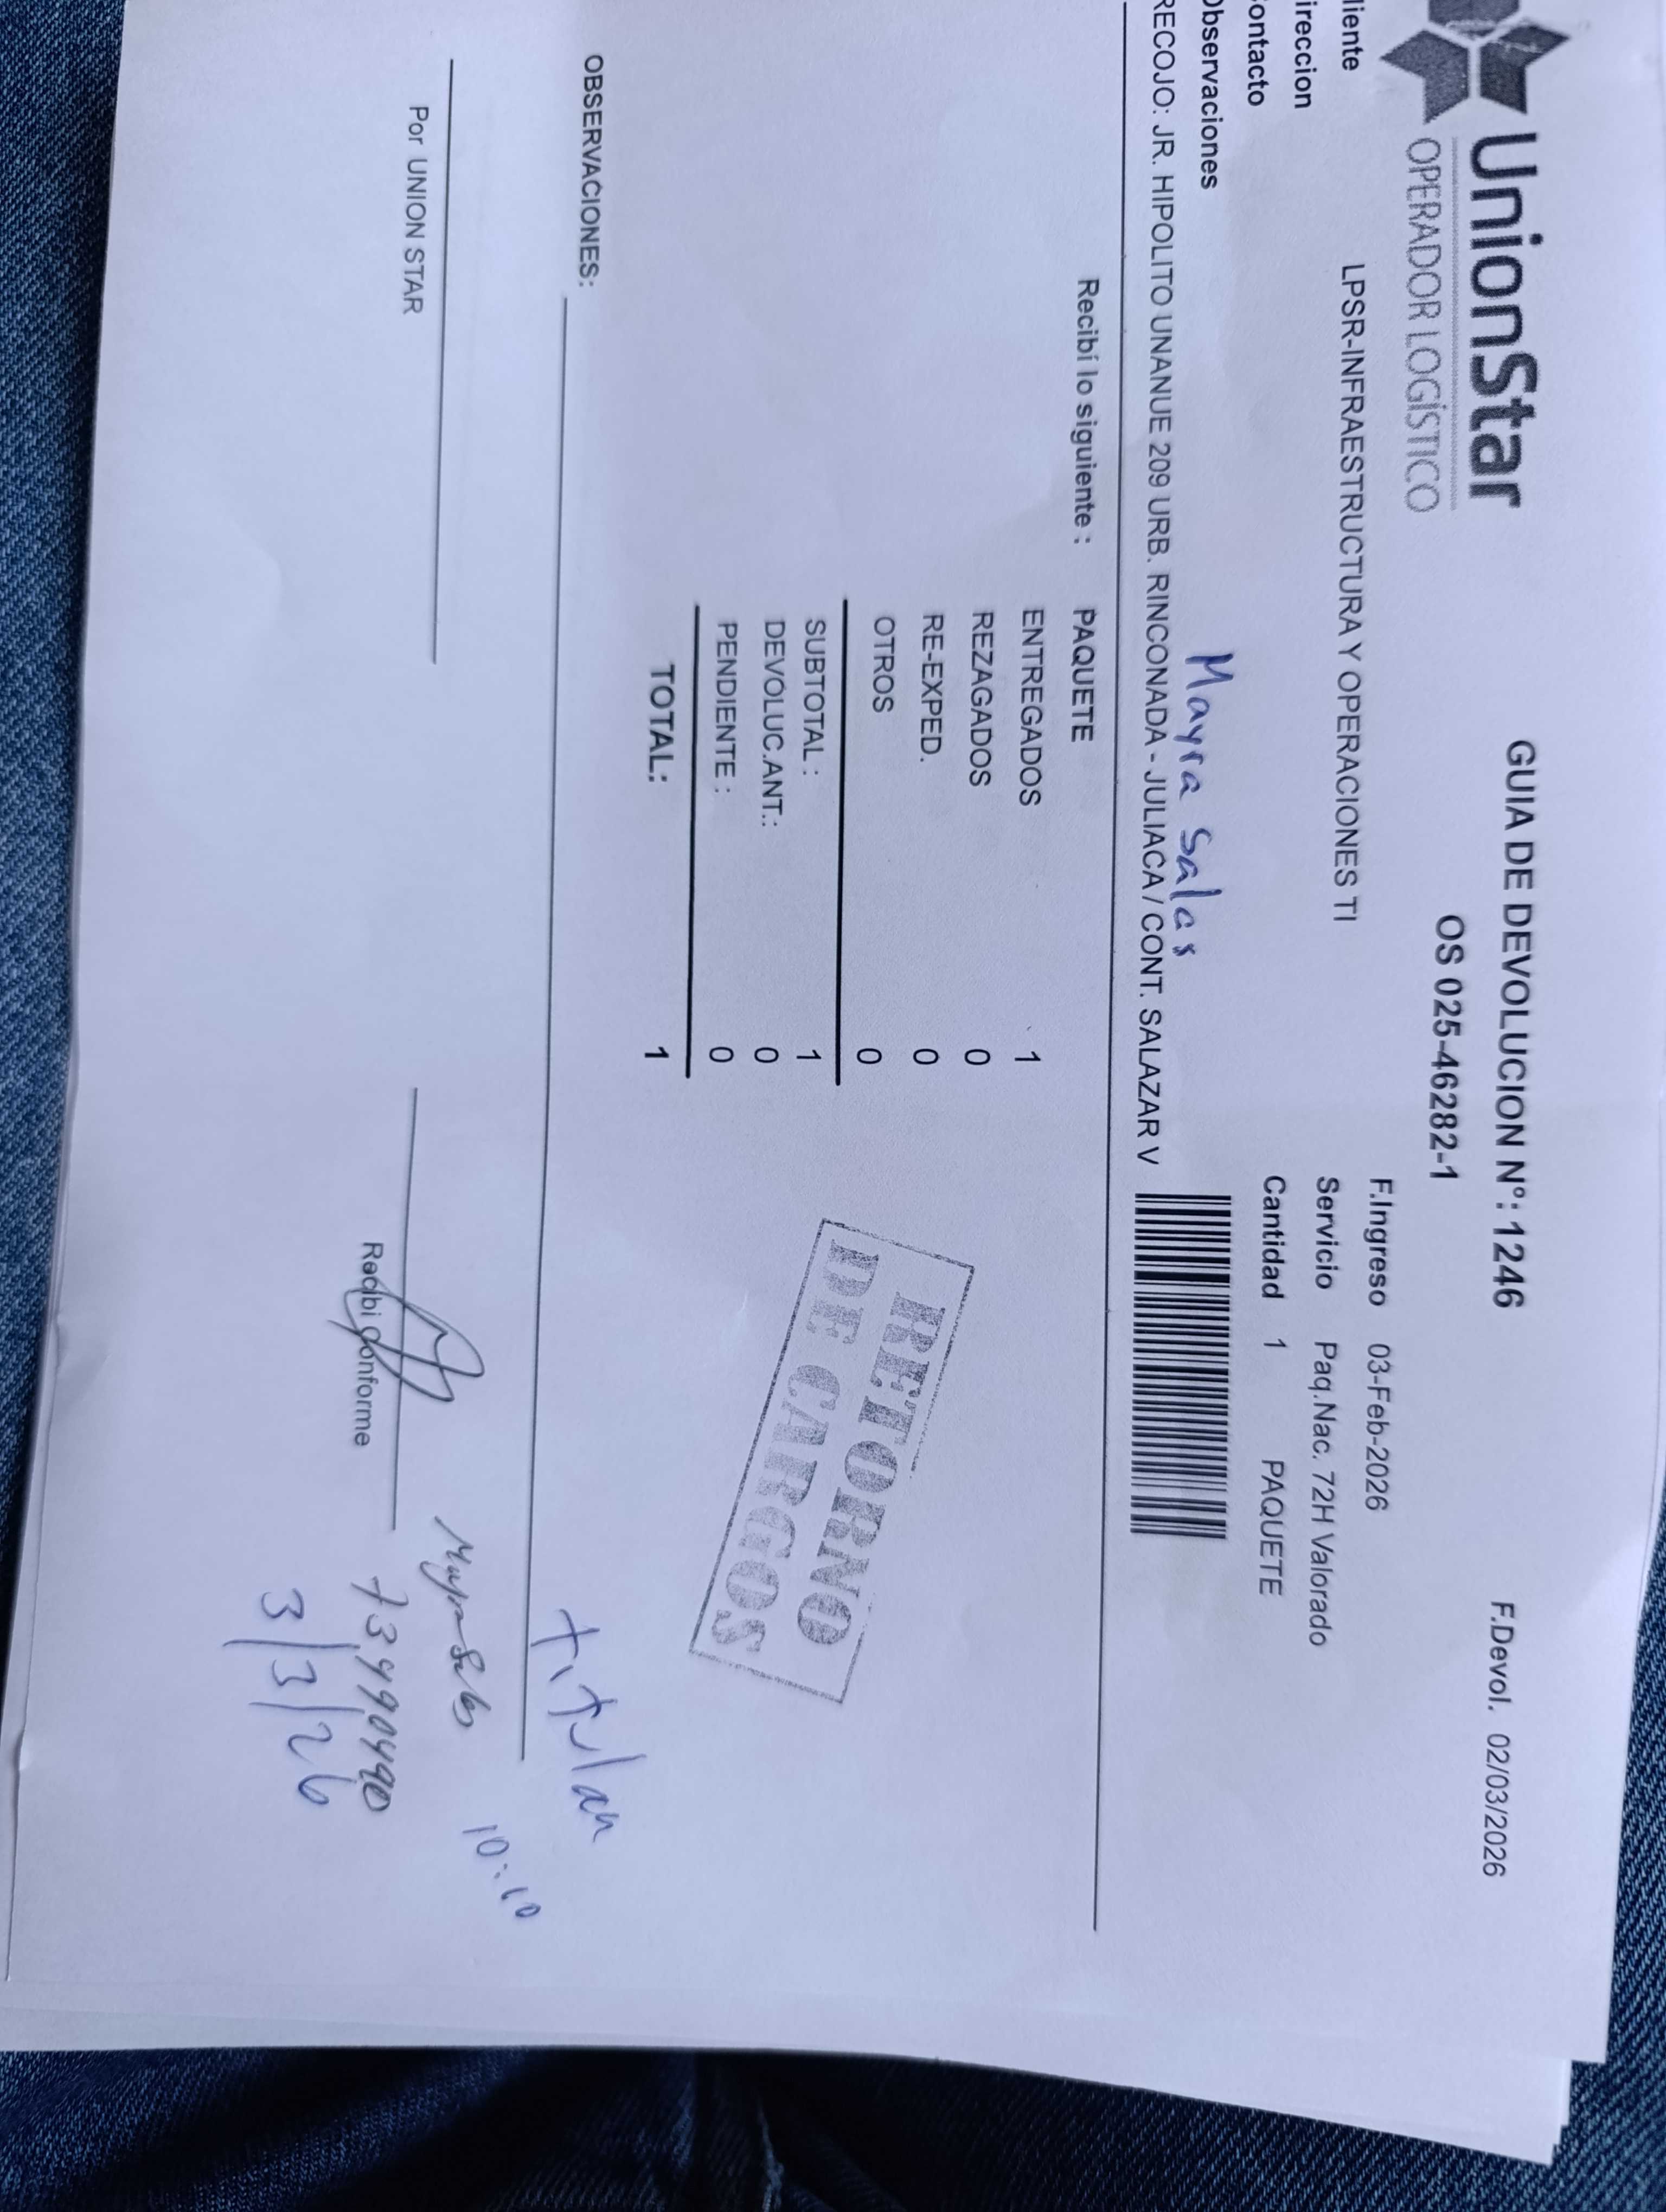 UnionStar
OPERADOR LOGÍSTICO
GUIA DE DEVOLUCION Nº: 1246
OS 025-46282-1
F.Devol. 02/03/2026
liente LPSR-INFRAESTRUCTURA Y OPERACIONES TI
ireccion
ontacto
Observaciones
F.Ingreso 03-Feb-2026
Servicio Paq.Nac. 72H Valorado
Cantidad 1 PAQUETE
Mayra Salas
RECOJO: JR. HIPOLITO UNANUE 209 URB. RINCONADA - JULIACA / CONT. SALAZAR V
Recibí lo siguiente : PAQUETE
ENTREGADOS 1
REZAGADOS 0
RE-EXPED. 0
OTROS 0
SUBTOTAL : 1
DEVOLUC.ANT.: 0
PENDIENTE : 0
TOTAL: 1
RETORNO
DE CARGOS
OBSERVACIONES:
titular
10:10
Por UNION STAR
Recibi conforme
3/3/26